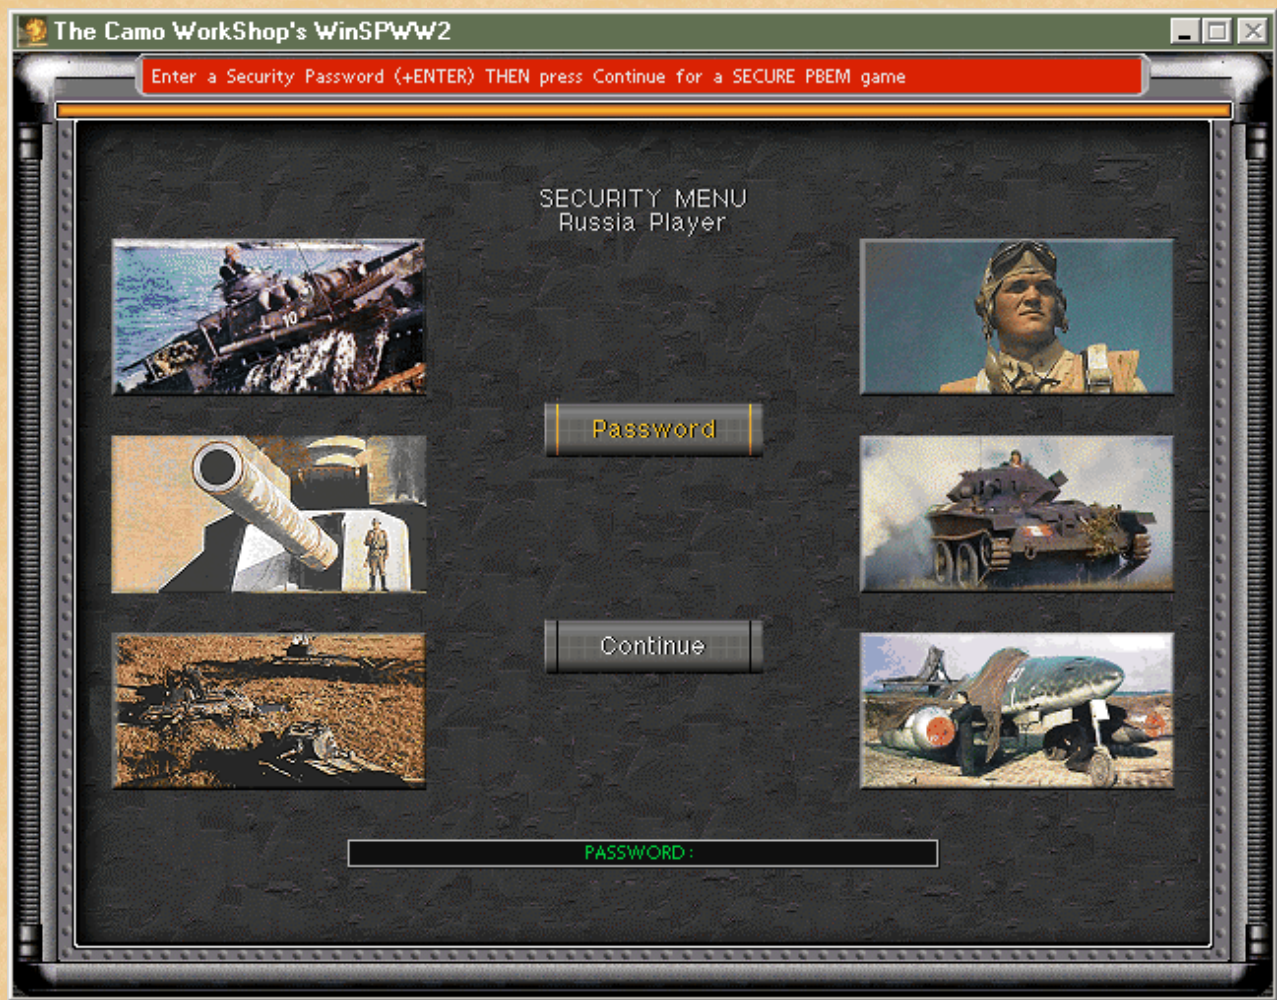 The Camo WorkShop's WinSPWW2
Enter a Security Password (+ENTER) THEN press Continue for a SECURE PBEM game
SECURITY MENU
Russia Player
10
Password
Continue
PASSWORD: